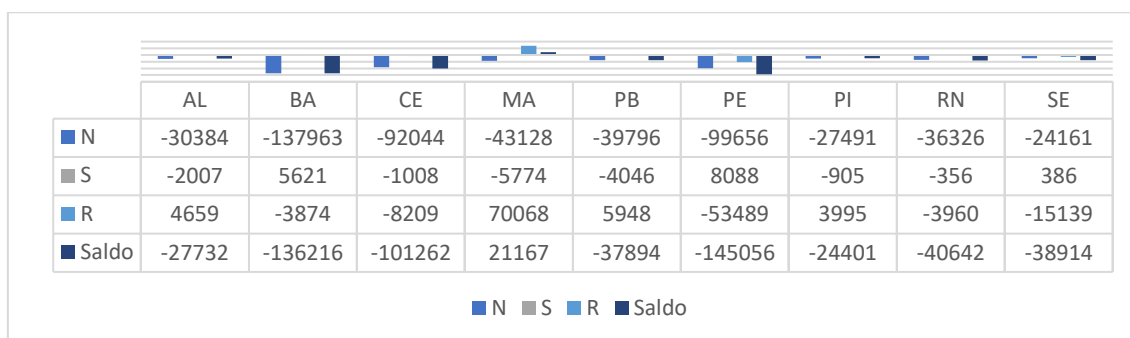 AL BA CE MA PB PE PI RN SE
N -30384 -137963 -92044 -43128 -39796 -99656 -27491 -36326 -24161
S -2007 5621 -1008 -5774 -4046 8088 -905 -356 386
R 4659 -3874 -8209 70068 5948 -53489 3995 -3960 -15139
Saldo -27732 -136216 -101262 21167 -37894 -145056 -24401 -40642 -38914
N S R Saldo